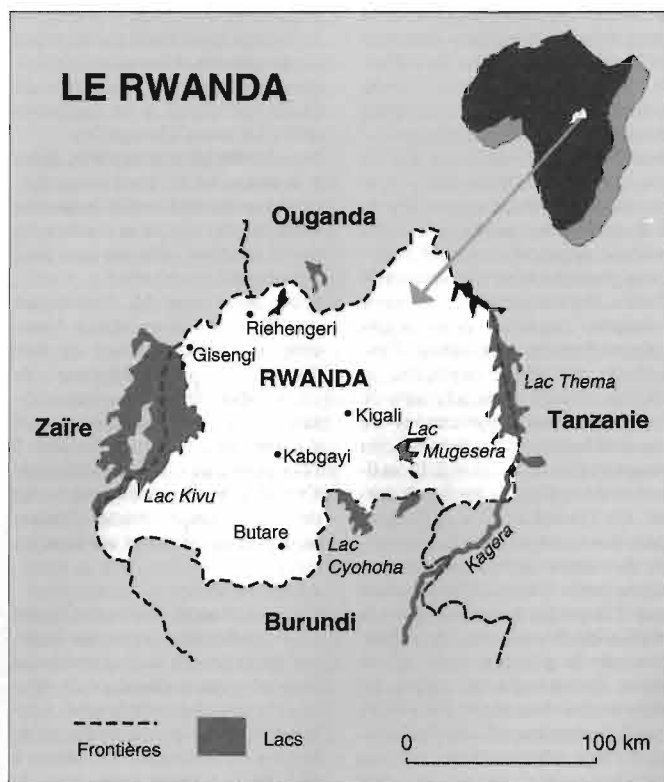 LE RWANDA
Ouganda
Riehengeri
Gisengi
RWANDA
Lac Thema
Kigali
Zaïre
Lac
Mugesera
Tanzanie
Kabgayi
Lac Kivu
Butare
Lac
Cyohoha
Kagera
Burundi
Frontières
Lacs
0
100 km